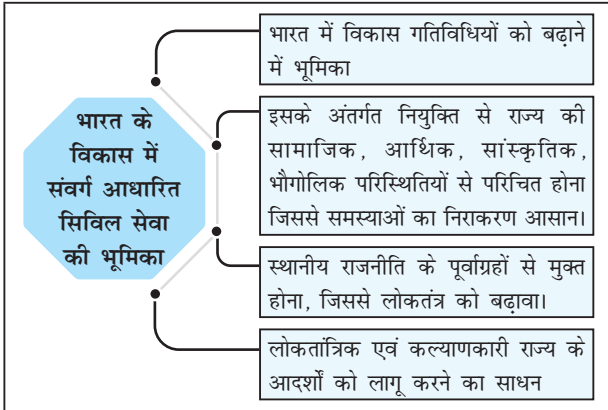 भारत के
विकास में
संवर्ग आधारित
सिविल सेवा
की भूमिका
भारत में विकास गतिविधियों को बढ़ाने
में भूमिका
इसके अंतर्गत नियुक्ति से राज्य की
सामाजिक, आर्थिक, सांस्कृतिक,
भौगोलिक परिस्थितियों से परिचित होना
जिससे समस्याओं का निराकरण आसान।
स्थानीय राजनीति के पूर्वाग्रहों से मुक्त
होना, जिससे लोकतंत्र को बढ़ावा।
लोकतांत्रिक एवं कल्याणकारी राज्य के
आदर्शों को लागू करने का साधन